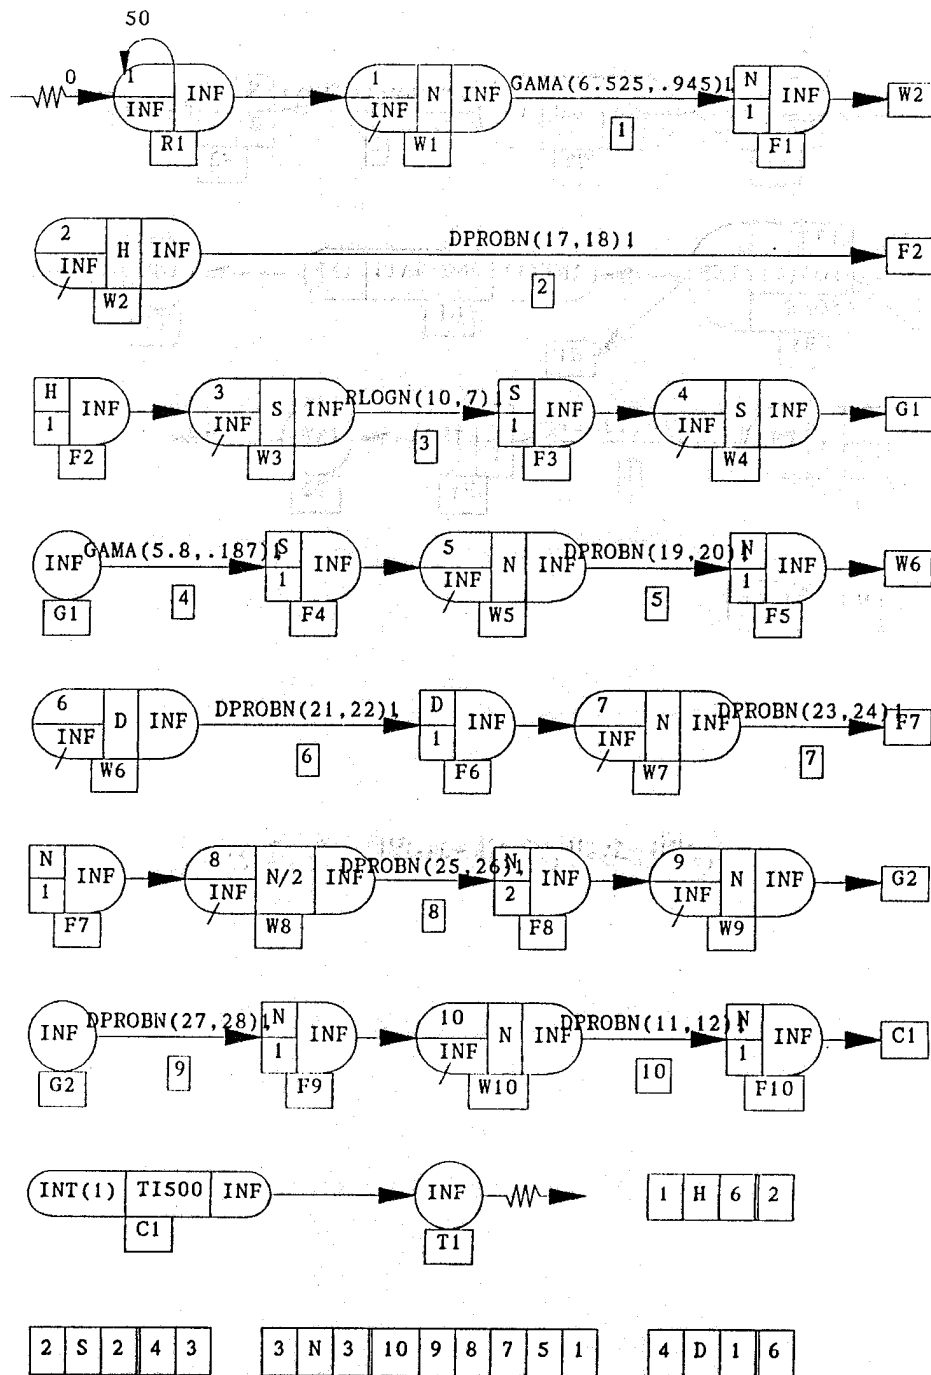 50
0
1 INF INF R1
1 INF N INF W1
GAMA(6.525,.945)1
1
N 1 INF F1
W2
2 INF H INF W2
DPROBN(17,18)1
2
F2
H 1 INF F2
3 INF S INF W3
RLOGN(10,7)1
3
S 1 INF F3
4 INF S INF W4
G1
INF G1
GAMA(5.8,.187)1
4
S 1 INF F4
5 INF N INF W5
DPROBN(19,20)1
5
N 1 INF F5
W6
6 INF D INF W6
DPROBN(21,22)1
6
D 1 INF F6
7 INF N INF W7
DPROBN(23,24)1
7
F7
N 1 INF F7
8 INF N/2 INF W8
DPROBN(25,26)1
8
N 2 INF F8
9 INF N INF W9
G2
INF G2
DPROBN(27,28)1
9
N 1 INF F9
10 INF N INF W10
DPROBN(11,12)1
10
N 1 INF F10
C1
INT(1) TI500 INF C1
INF T1
1 H 6 2
2 S 2 4 3
3 N 3 10 9 8 7 5 1
4 D 1 6